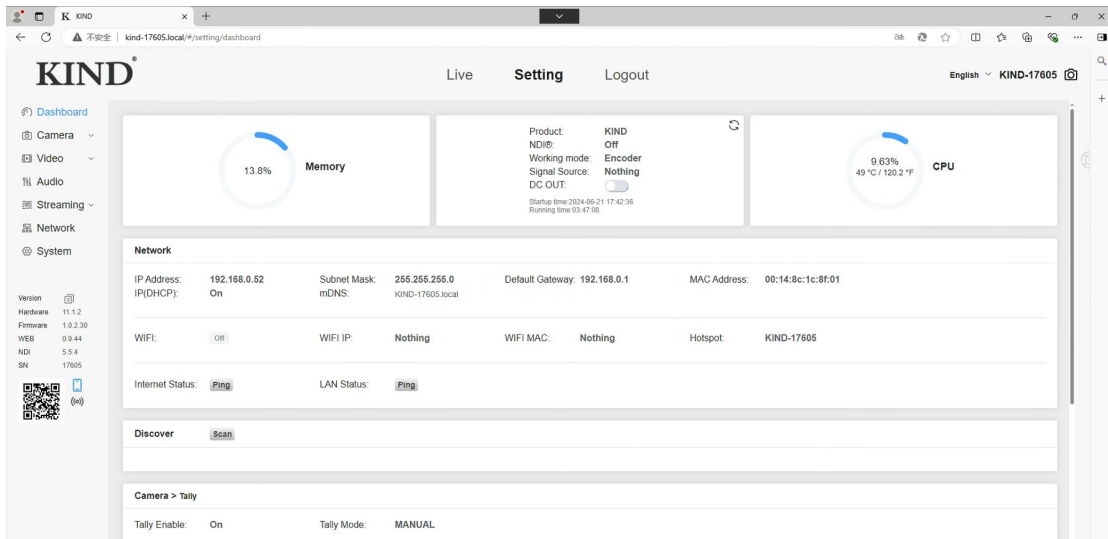 K KIND
不安全 kind-17605.local/#/setting/dashboard
KIND®
Live Setting Logout
English KIND-17605
Dashboard
Camera
Video
Audio
Streaming
Network
System
Version
Hardware 11.1.2
Firmware 1.0.2.30
WEB 0.9.44
NDI 5.5.4
SN 17605
13.8%
Memory
Product: KIND
NDI®: Off
Working mode: Encoder
Signal Source: Nothing
DC OUT:
Startup time:2024-06-21 17:42:36
Running time:03:47:08
9.63%
49 °C / 120.2 °F
CPU
Network
IP Address: 192.168.0.52 Subnet Mask: 255.255.255.0 Default Gateway: 192.168.0.1 MAC Address: 00:14:8c:1c:8f:01
IP(DHCP): On mDNS: KIND-17605.local
WIFI: Off WIFI IP: Nothing WIFI MAC: Nothing Hotspot: KIND-17605
Internet Status: Ping LAN Status: Ping
Discover Scan
Camera > Tally
Tally Enable: On Tally Mode: MANUAL